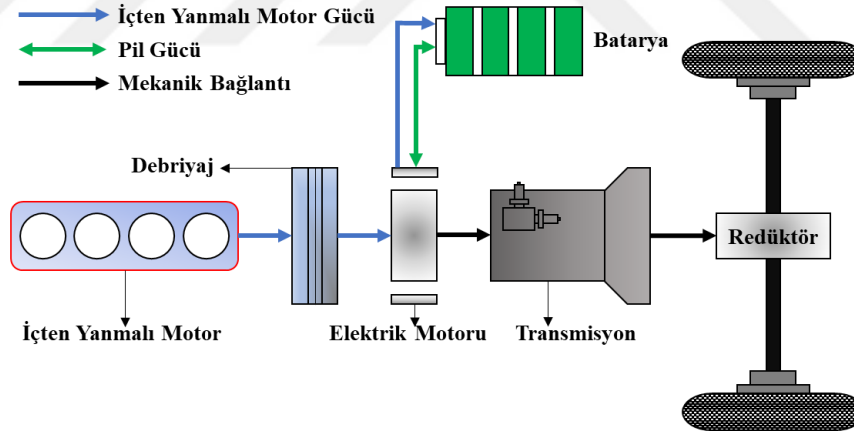 İçten Yanmalı Motor Gücü
Pil Gücü
Mekanik Bağlantı
Batarya
Debriyaj
Redüktör
İçten Yanmalı Motor
Elektrik Motoru
Transmisyon